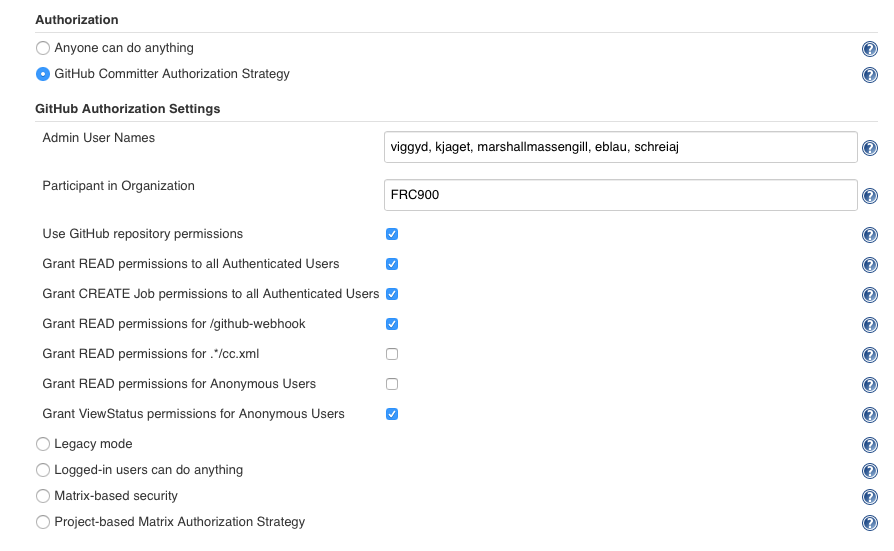 Authorization
Anyone can do anything
GitHub Committer Authorization Strategy
GitHub Authorization Settings
Admin User Names
viggyd, kjaget, marshallmassengill, eblau, schreiaj
Participant in Organization
FRC900
Use GitHub repository permissions
Grant READ permissions to all Authenticated Users
Grant CREATE Job permissions to all Authenticated Users
Grant READ permissions for /github-webhook
Grant READ permissions for .*/cc.xml
Grant READ permissions for Anonymous Users
Grant ViewStatus permissions for Anonymous Users
Legacy mode
Logged-in users can do anything
Matrix-based security
Project-based Matrix Authorization Strategy